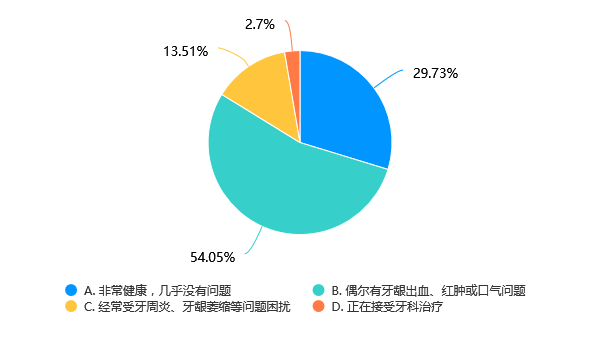 2.7%
13.51%
29.73%
54.05%
A. 非常健康，几乎没有问题
B. 偶尔有牙龈出血、红肿或口气问题
C. 经常受牙周炎、牙龈萎缩等问题困扰
D. 正在接受牙科治疗